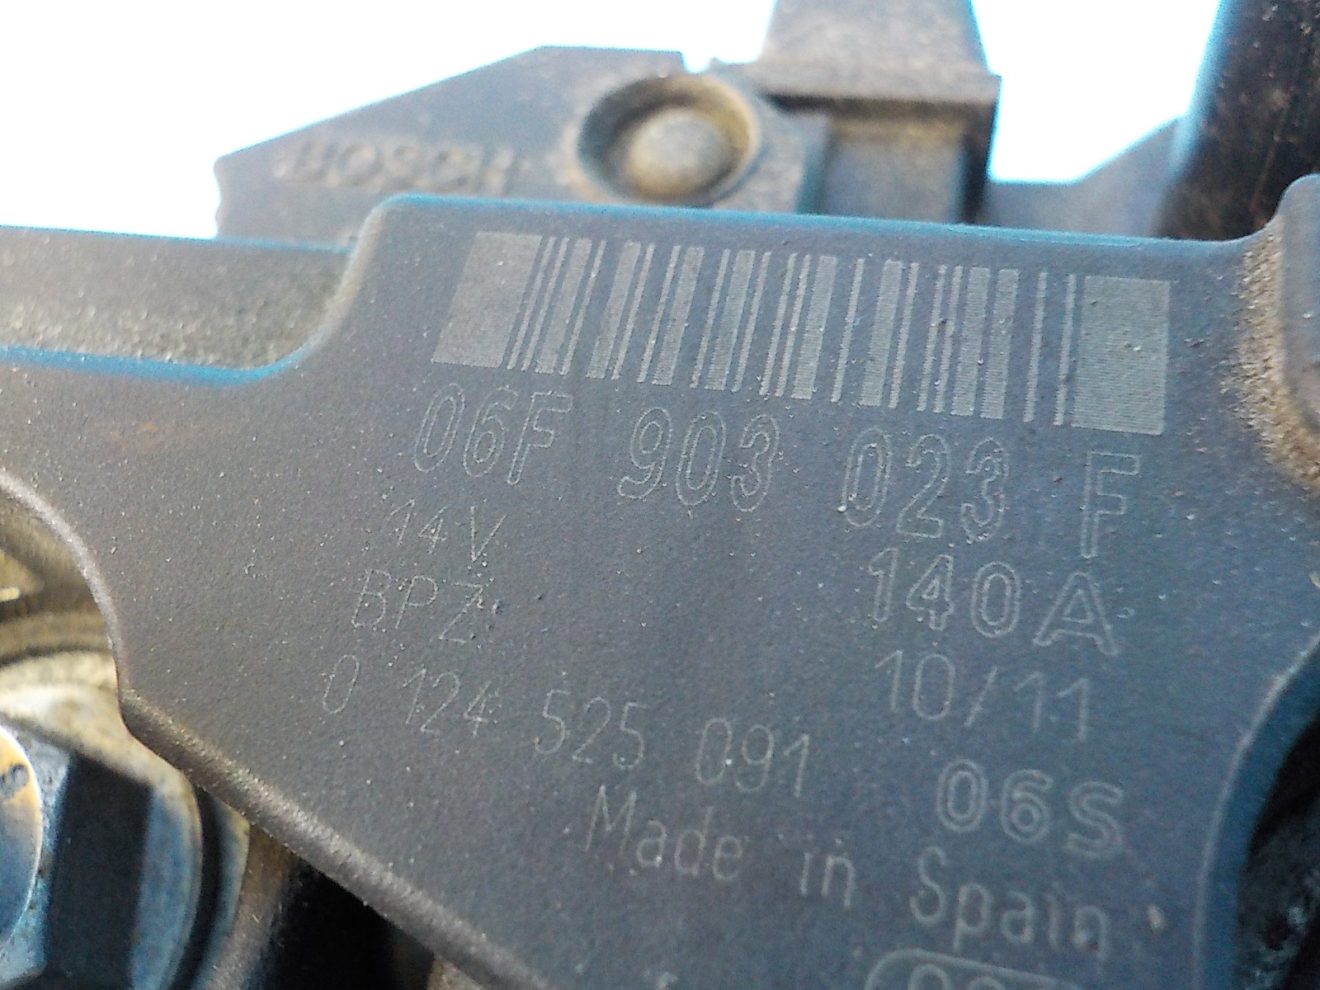 BOSCH
06F 903 023 F
14V 140A
BPZ 10/11
0 124 525 091 06S
Made in Spain